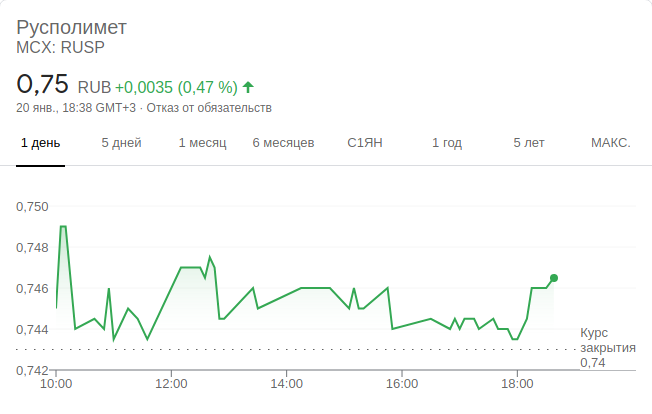 Русполимет
MCX: RUSP
0,75 RUB +0,0035 (0,47 %)
20 янв., 18:38 GMT+3 · Отказ от обязательств
1 день 5 дней 1 месяц 6 месяцев С1ЯН 1 год 5 лет МАКС.
0,750
0,748
0,746
0,744
Курс
закрытия
0,74
0,742
10:00 12:00 14:00 16:00 18:00